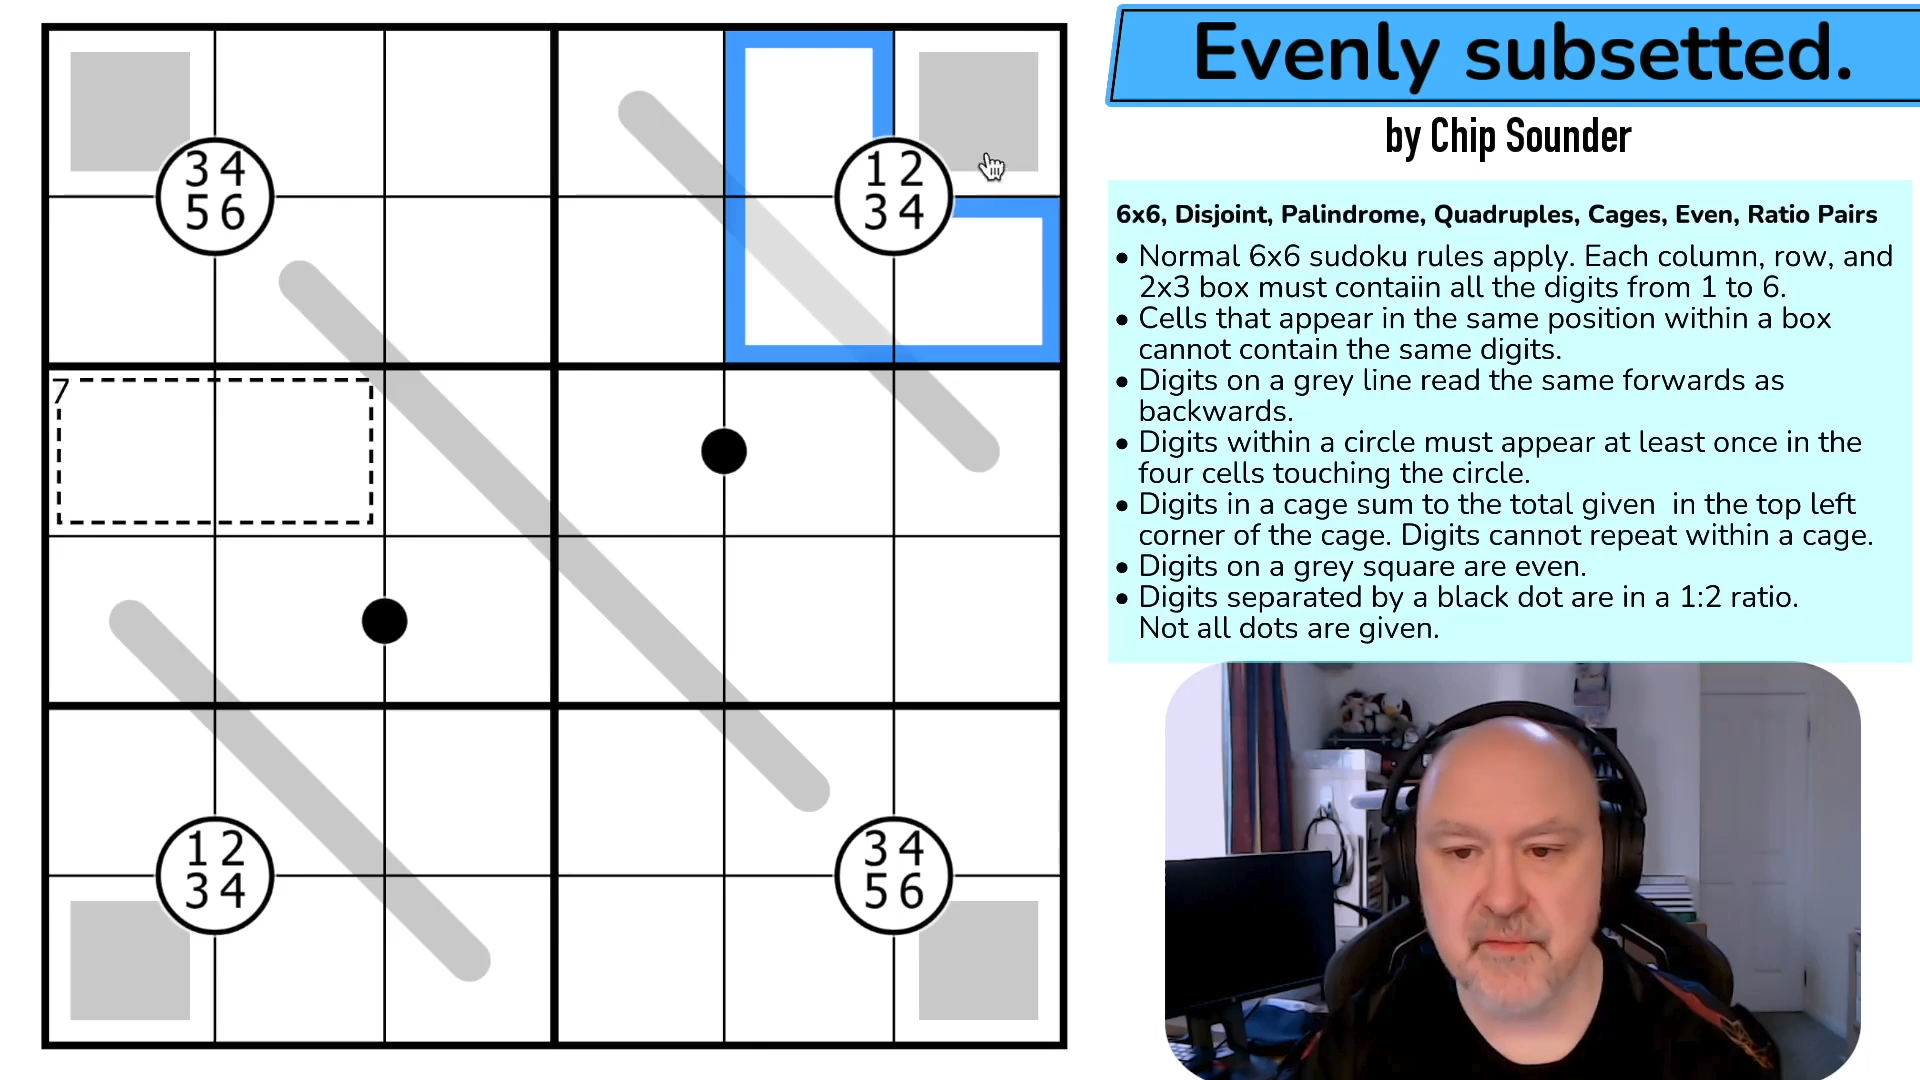 Evenly subsetted.
by Chip Sounder
3 4
5 6
1 2
3 4
7
1 2
3 4
3 4
5 6
6x6, Disjoint, Palindrome, Quadruples, Cages, Even, Ratio Pairs
• Normal 6x6 sudoku rules apply. Each column, row, and
2x3 box must contaiin all the digits from 1 to 6.
• Cells that appear in the same position within a box
cannot contain the same digits.
• Digits on a grey line read the same forwards as
backwards.
• Digits within a circle must appear at least once in the
four cells touching the circle.
• Digits in a cage sum to the total given in the top left
corner of the cage. Digits cannot repeat within a cage.
• Digits on a grey square are even.
• Digits separated by a black dot are in a 1:2 ratio.
Not all dots are given.